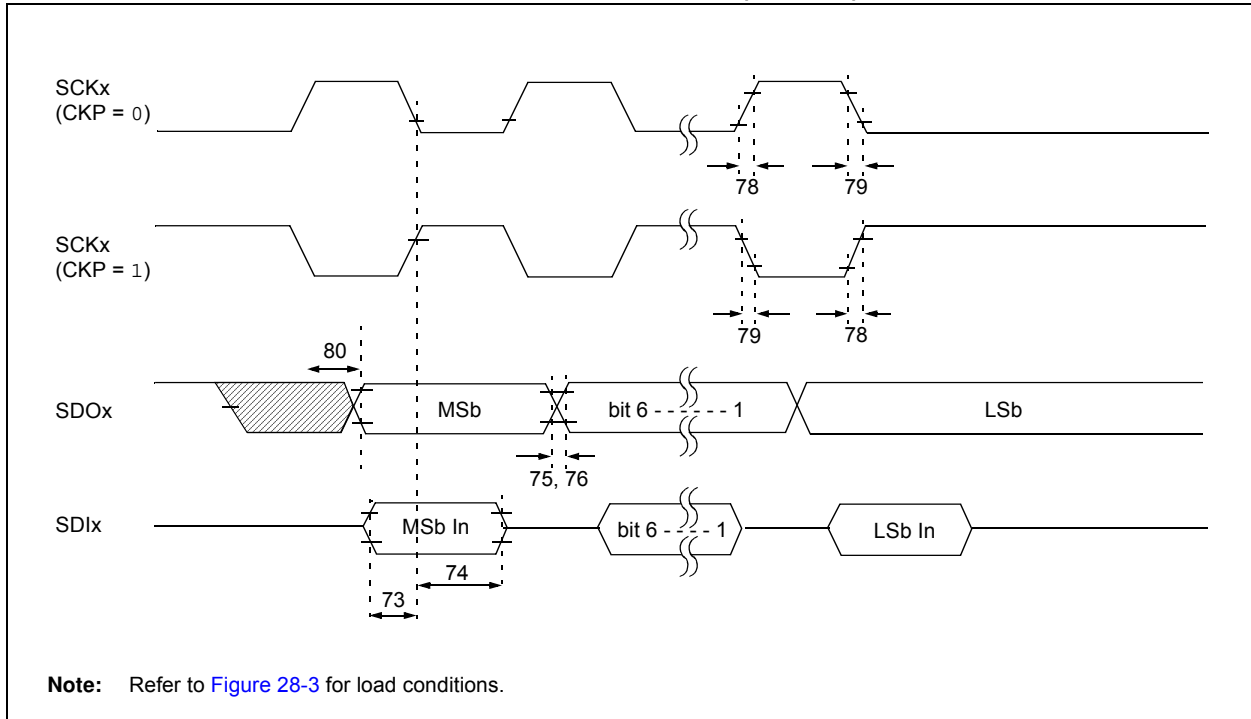 SCKx
(CKP = 0)
78
79
SCKx
(CKP = 1)
79
78
80
SDOx
MSb
bit 6 - - - - - - 1
LSb
75, 76
SDIx
MSb In
bit 6 - - - - 1
LSb In
74
73
Note: Refer to Figure 28-3 for load conditions.